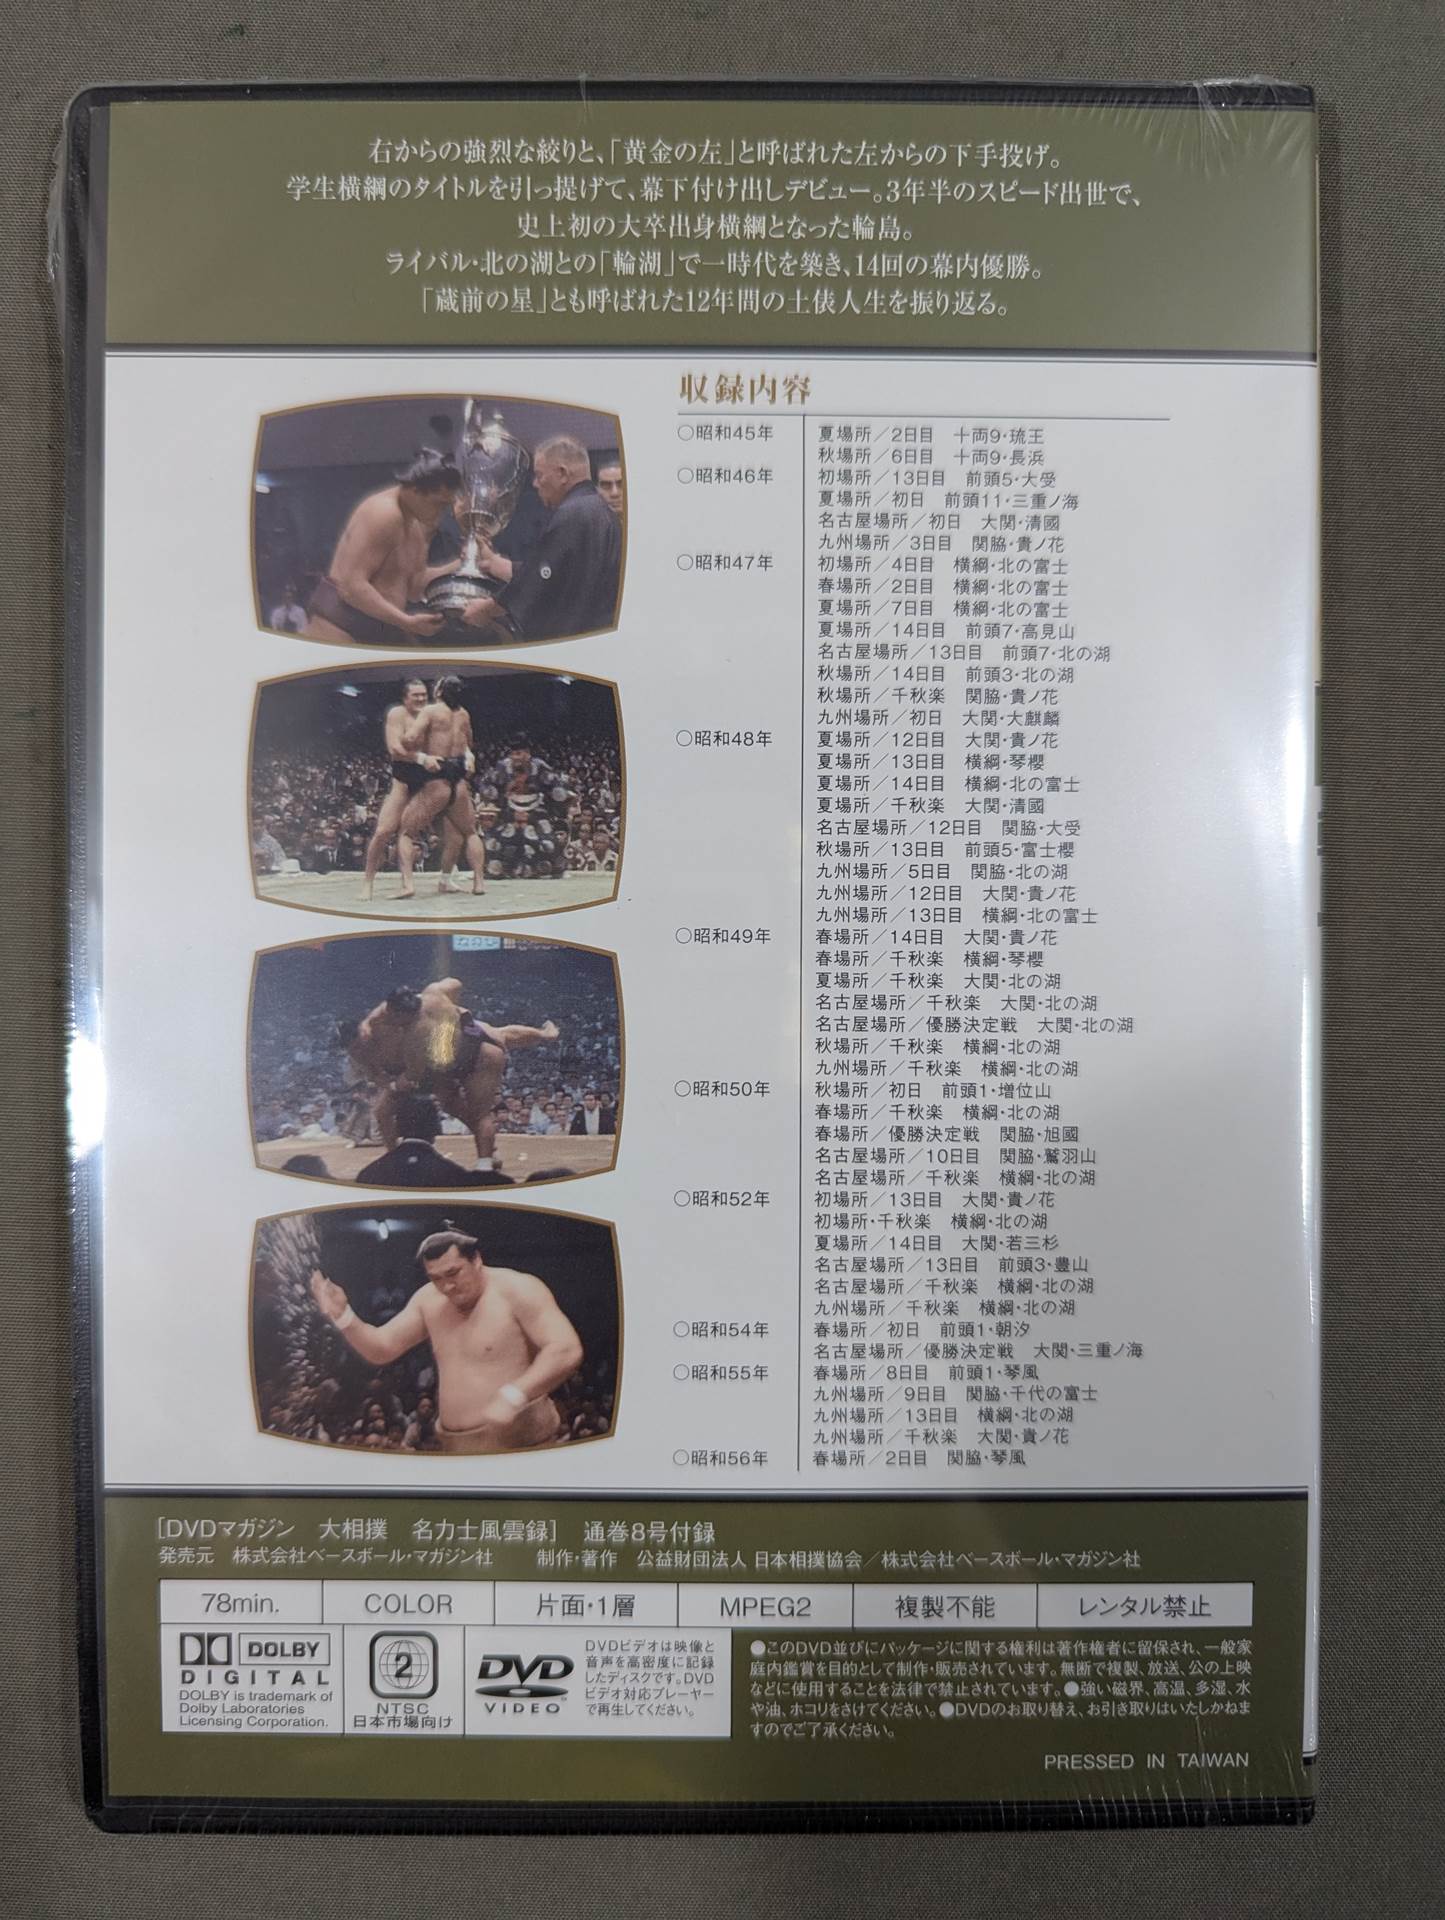 右からの強烈な絞りと、「黄金の左」と呼ばれた左からの下手投げ。
学生横綱のタイトルを引っ提げて、幕下付け出しデビュー。3年半のスピード出世で、
史上初の大卒出身横綱となった輪島。
ライバル・北の湖との「輪湖」で一時代を築き、14回の幕内優勝。
「蔵前の星」とも呼ばれた12年間の土俵人生を振り返る。
収録内容
○昭和45年 夏場所／2日目 十両9・琉王
秋場所／6日目 十両9・長浜
○昭和46年 初場所／13日目 前頭5・大受
夏場所／初日 前頭11・三重ノ海
名古屋場所／初日 大関・清國
九州場所／3日目 関脇・貴ノ花
○昭和47年 初場所／4日目 横綱・北の富士
春場所／2日目 横綱・北の富士
夏場所／7日目 横綱・北の富士
夏場所／14日目 前頭7・高見山
名古屋場所／13日目 前頭7・北の湖
秋場所／14日目 前頭3・北の湖
秋場所／千秋楽 関脇・貴ノ花
九州場所／初日 大関・大麒麟
○昭和48年 夏場所／12日目 大関・貴ノ花
夏場所／13日目 横綱・琴櫻
夏場所／14日目 横綱・北の富士
夏場所／千秋楽 大関・清國
名古屋場所／12日目 関脇・大受
秋場所／13日目 前頭5・富士櫻
九州場所／5日目 関脇・北の湖
九州場所／12日目 大関・貴ノ花
九州場所／13日目 横綱・北の富士
○昭和49年 春場所／14日目 大関・貴ノ花
春場所／千秋楽 横綱・琴櫻
夏場所／千秋楽 大関・北の湖
名古屋場所／千秋楽 大関・北の湖
名古屋場所／優勝決定戦 大関・北の湖
秋場所／千秋楽 横綱・北の湖
九州場所／千秋楽 横綱・北の湖
○昭和50年 秋場所／初日 前頭1・増位山
春場所／千秋楽 横綱・北の湖
春場所／優勝決定戦 関脇・旭國
名古屋場所／10日目 関脇・鷲羽山
名古屋場所／千秋楽 横綱・北の湖
○昭和52年 初場所／13日目 大関・貴ノ花
初場所・千秋楽 横綱・北の湖
夏場所／14日目 大関・若三杉
名古屋場所／13日目 前頭3・豊山
名古屋場所／千秋楽 横綱・北の湖
九州場所／千秋楽 横綱・北の湖
○昭和54年 春場所／初日 前頭1・朝汐
名古屋場所／優勝決定戦 大関・三重ノ海
○昭和55年 春場所／8日目 前頭1・琴風
九州場所／9日目 関脇・千代の富士
九州場所／13日目 横綱・北の湖
九州場所／千秋楽 大関・貴ノ花
○昭和56年 春場所／2日目 関脇・琴風
[DVDマガジン 大相撲 名力士風雲録] 通巻8号付録
発売元 株式会社ベースボール・マガジン社 制作・著作 公益財団法人 日本相撲協会／株式会社ベースボール・マガジン社
78min. COLOR 片面・1層 MPEG2 複製不能 レンタル禁止
DOLBY
DIGITAL
DOLBY is trademark of
Dolby Laboratories
Licensing Corporation.
2
NTSC
日本市場向け
DVD
VIDEO
DVDビデオは映像と
音声を高密度に記録
したディスクです。DVD
ビデオ対応プレーヤー
で再生してください。
●このDVD並びにパッケージに関する権利は著作権者に留保され、一般家
庭内鑑賞を目的として制作・販売されています。無断で複製、放送、公の上映
などに使用することを法律で禁止されています。●強い磁界、高温、多湿、水
や油、ホコリをさけてください。●DVDのお取り替え、お引き取りはいたしかねま
すのでご了承ください。
PRESSED IN TAIWAN